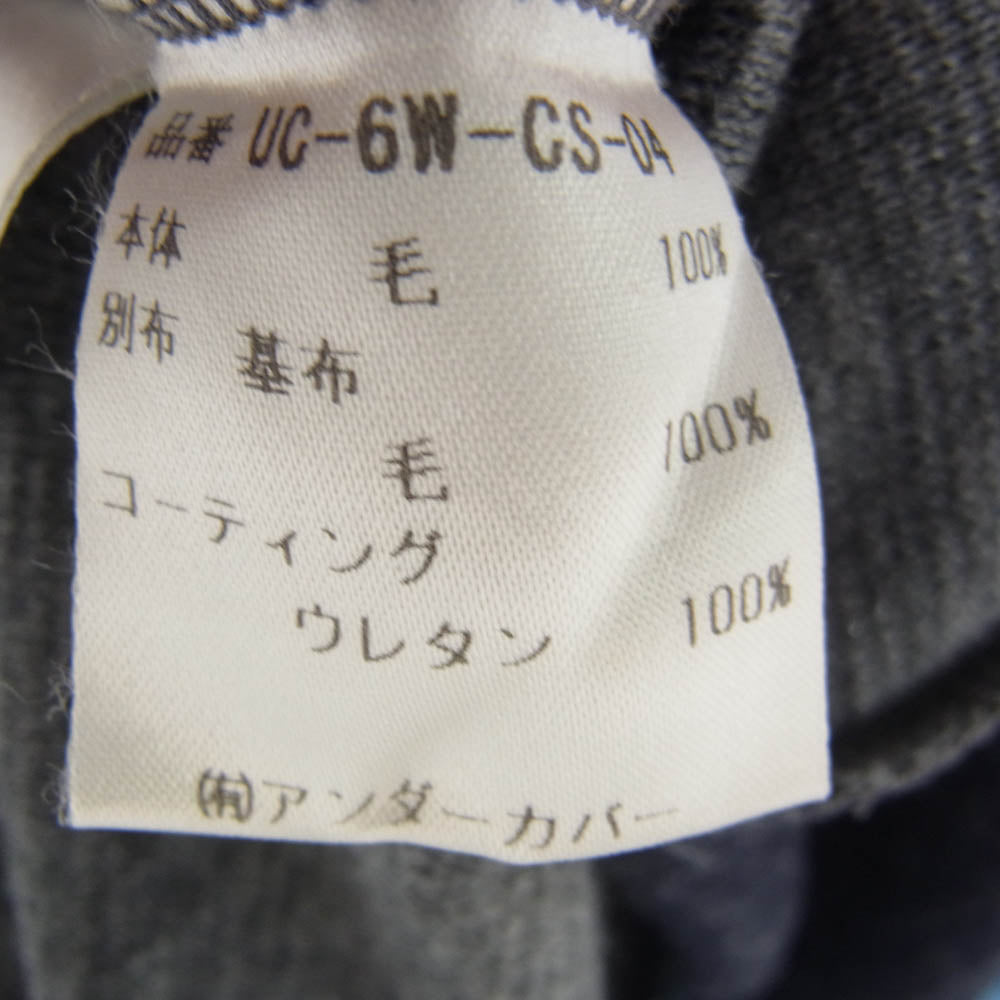 品番 UC-6W-CS-04
本体 毛 100%
別布 基布
毛 100%
コーティング
ウレタン 100%
㈲アンダーカバー